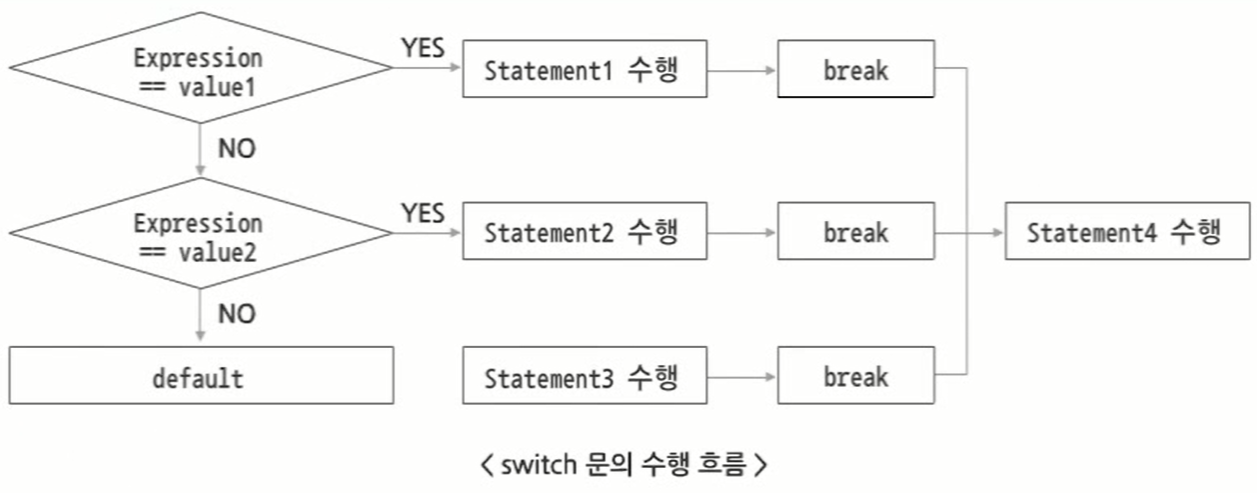 Expression
== value1
YES
Statement1 수행
break
NO
Expression
== value2
YES
Statement2 수행
break
Statement4 수행
NO
default
Statement3 수행
break
< switch 문의 수행 흐름 >